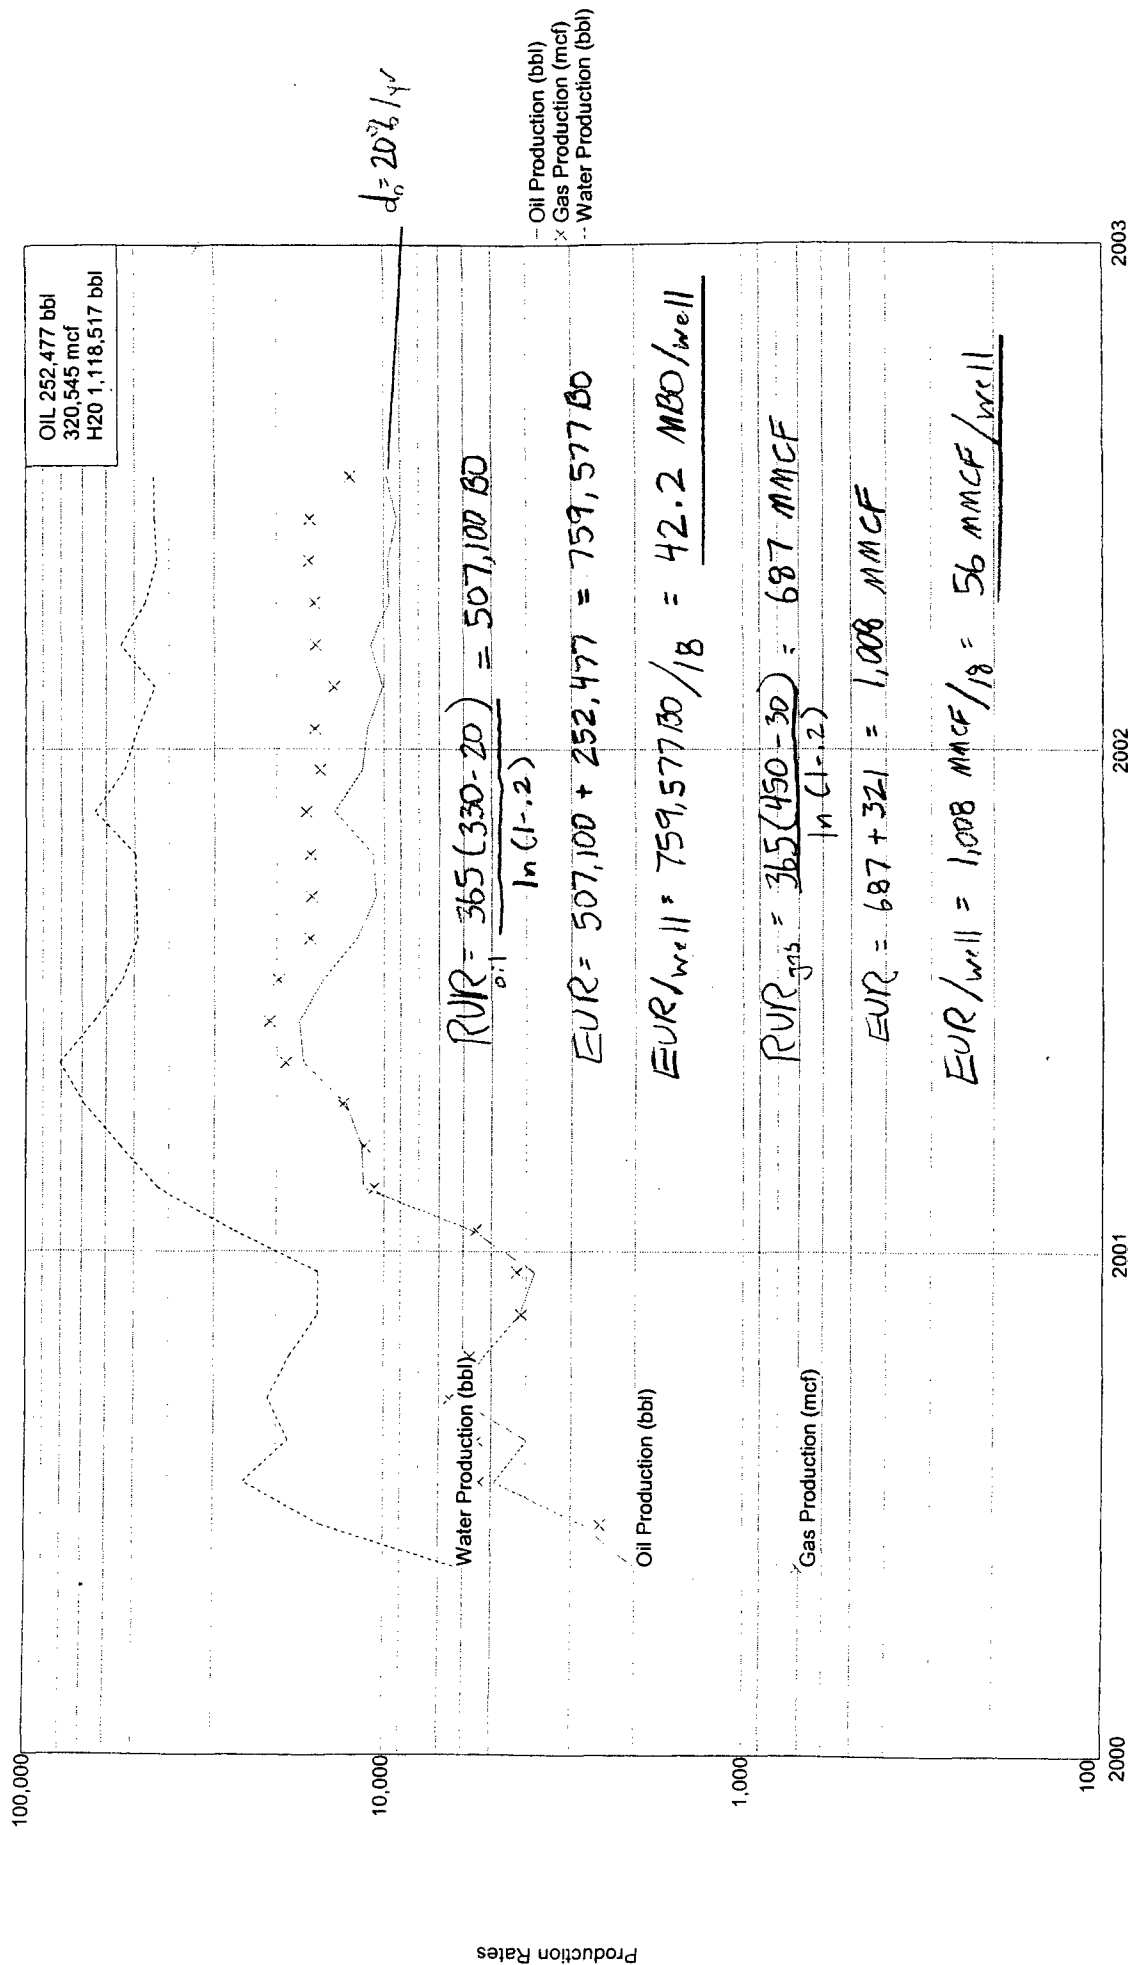 OIL 252,477 bbl
320,545 mcf
H20 1,118,517 bbl
dn = 20%/yr
- Oil Production (bbl)
× Gas Production (mcf)
-- Water Production (bbl)
Production Rates
100,000
10,000
1,000
100
2000
2001
2002
2003
Water Production (bbl)
Oil Production (bbl)
Gas Production (mcf)
RUR oil = 365(330-20) / ln(1-.2) = 507,100 BO
EUR = 507,100 + 252,477 = 759,577 BO
EUR/well = 759,577 BO/18 = 42.2 MBO/well
RUR gas = 365(450-30) / ln(1-.2) = 687 MMCF
EUR = 687 + 321 = 1,008 MMCF
EUR/well = 1,008 MMCF/18 = 56 MMCF/well